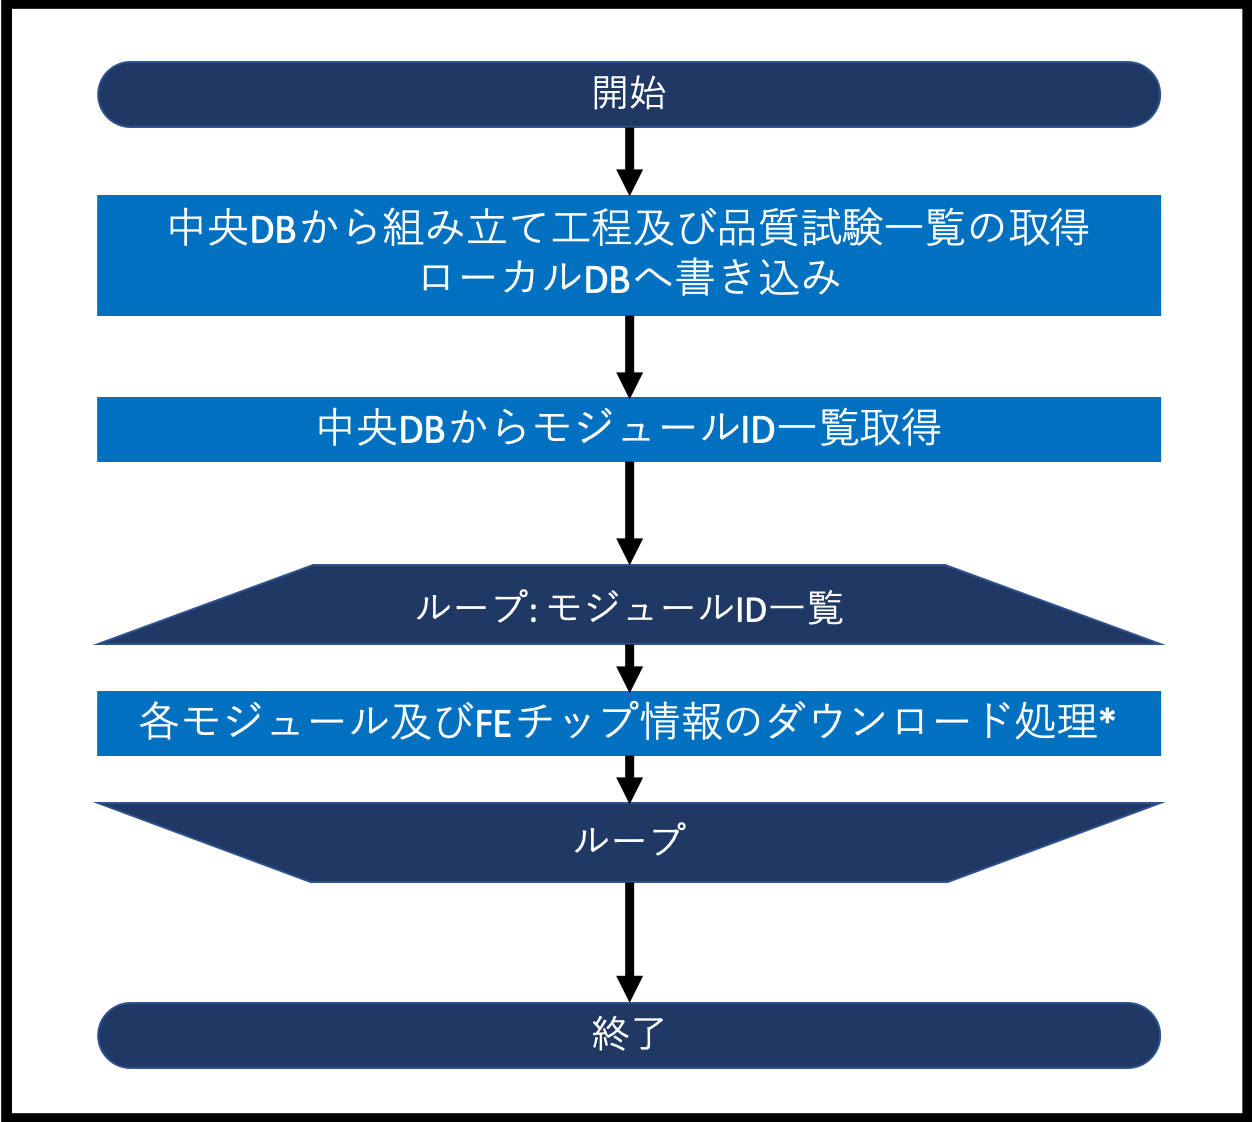 開始
中央DBから組み立て工程及び品質試験一覧の取得
ローカルDBへ書き込み
中央DBからモジュールID一覧取得
ループ: モジュールID一覧
各モジュール及びFEチップ情報のダウンロード処理*
ループ
終了